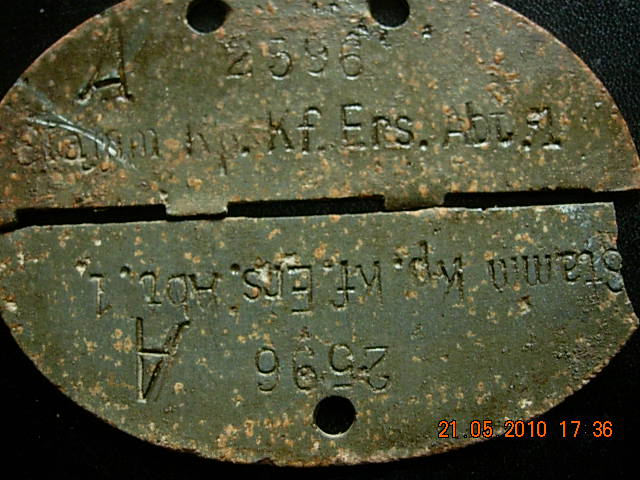 A 2596
Stamm Kp. Kf. Ers. Abt. 1
Stamm Kp. Kf. Ers. Abt. 1.
A 2596
21.05.2010 17:36